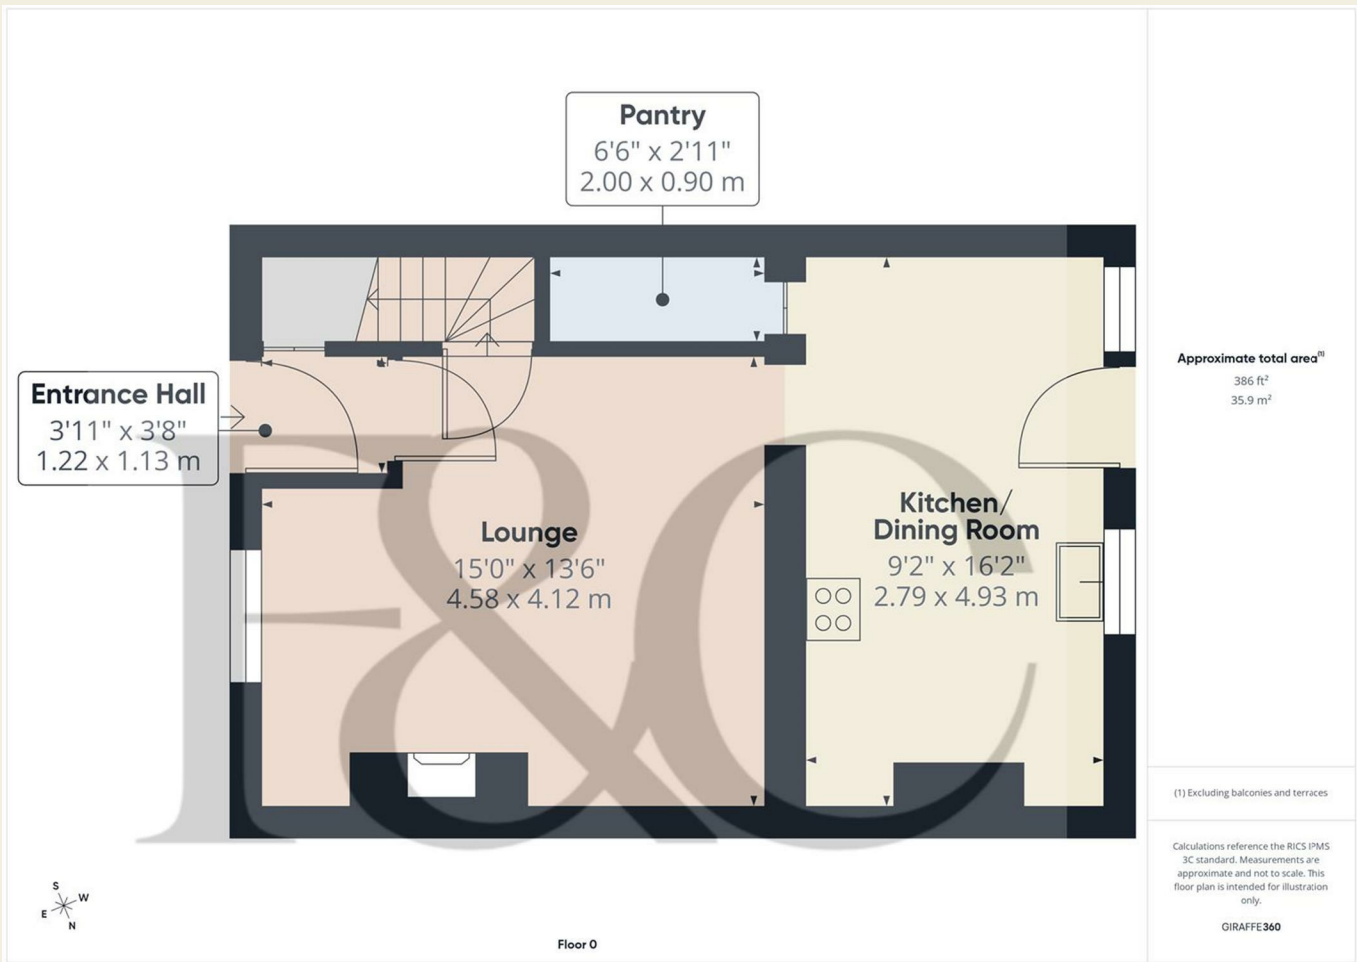 Pantry
6'6" x 2'11"
2.00 x 0.90 m
Entrance Hall
3'11" x 3'8"
1.22 x 1.13 m
Lounge
15'0" x 13'6"
4.58 x 4.12 m
Kitchen/
Dining Room
9'2" x 16'2"
2.79 x 4.93 m
F&C
S
W
E
N
Floor 0
Approximate total area⁽¹⁾
386 ft²
35.9 m²
(1) Excluding balconies and terraces
Calculations reference the RICS IPMS
3C standard. Measurements are
approximate and not to scale. This
floor plan is intended for illustration
only.
GIRAFFE360